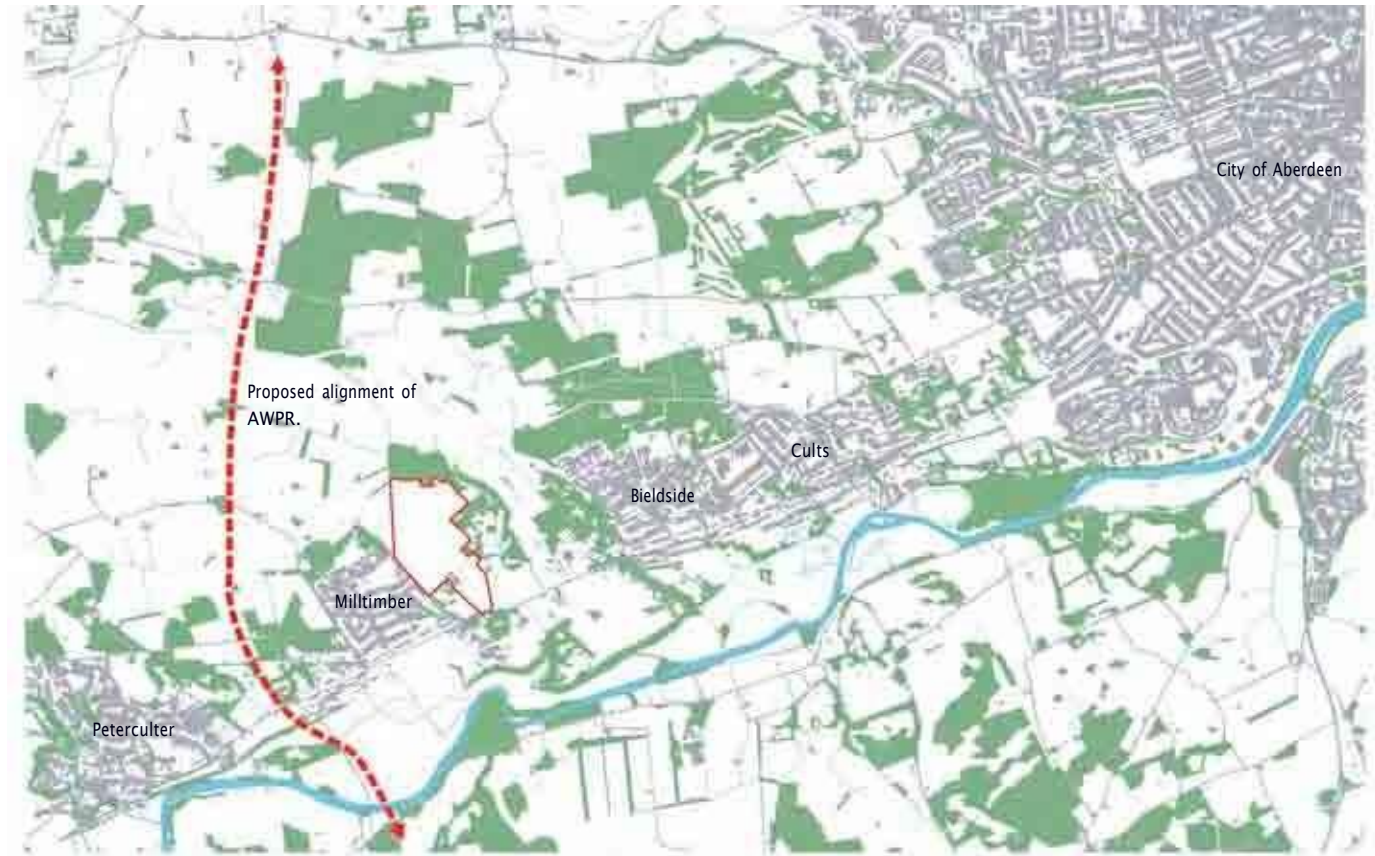 City of Aberdeen
Proposed alignment of
AWPR.
Cults
Bieldside
Milltimber
Peterculter